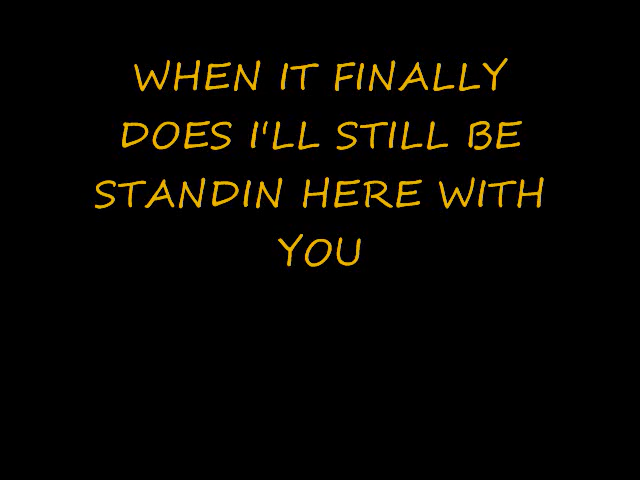 WHEN IT FINALLY
DOES I'LL STILL BE
STANDIN HERE WITH
YOU